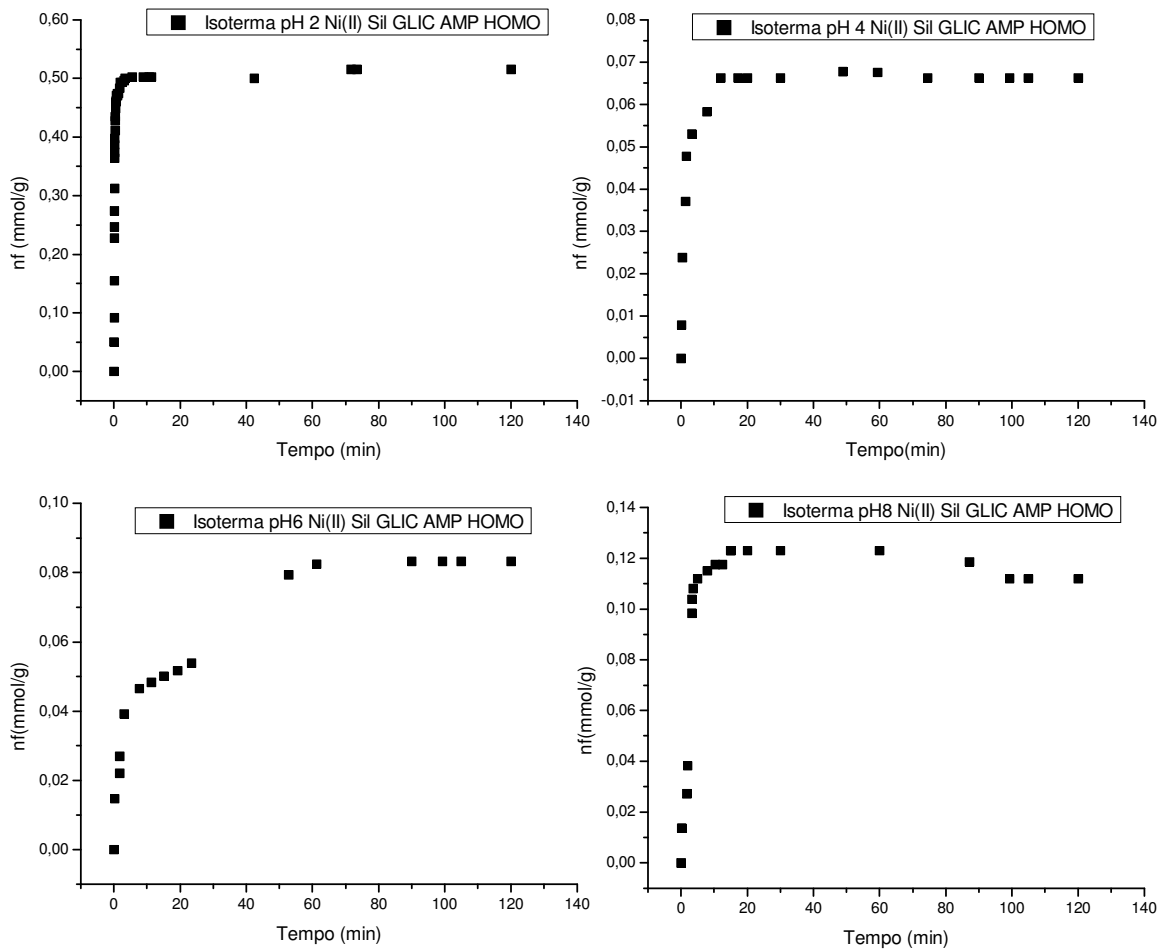 Isoterma pH 2 Ni(II) Sil GLIC AMP HOMO
0,60
0,50
0,40
0,30
0,20
0,10
0,00
nf (mmol/g)
0 20 40 60 80 100 120 140
Tempo (min)
Isoterma pH 4 Ni(II) Sil GLIC AMP HOMO
0,08
0,07
0,06
0,05
0,04
0,03
0,02
0,01
0,00
-0,01
nf (mmol/g)
0 20 40 60 80 100 120 140
Tempo(min)
Isoterma pH6 Ni(II) Sil GLIC AMP HOMO
0,10
0,08
0,06
0,04
0,02
0,00
nf(mmol/g)
0 20 40 60 80 100 120 140
Tempo (min)
Isoterma pH8 Ni(II) Sil GLIC AMP HOMO
0,14
0,12
0,10
0,08
0,06
0,04
0,02
0,00
nf(mmol/g)
0 20 40 60 80 100 120 140
Tempo (min)